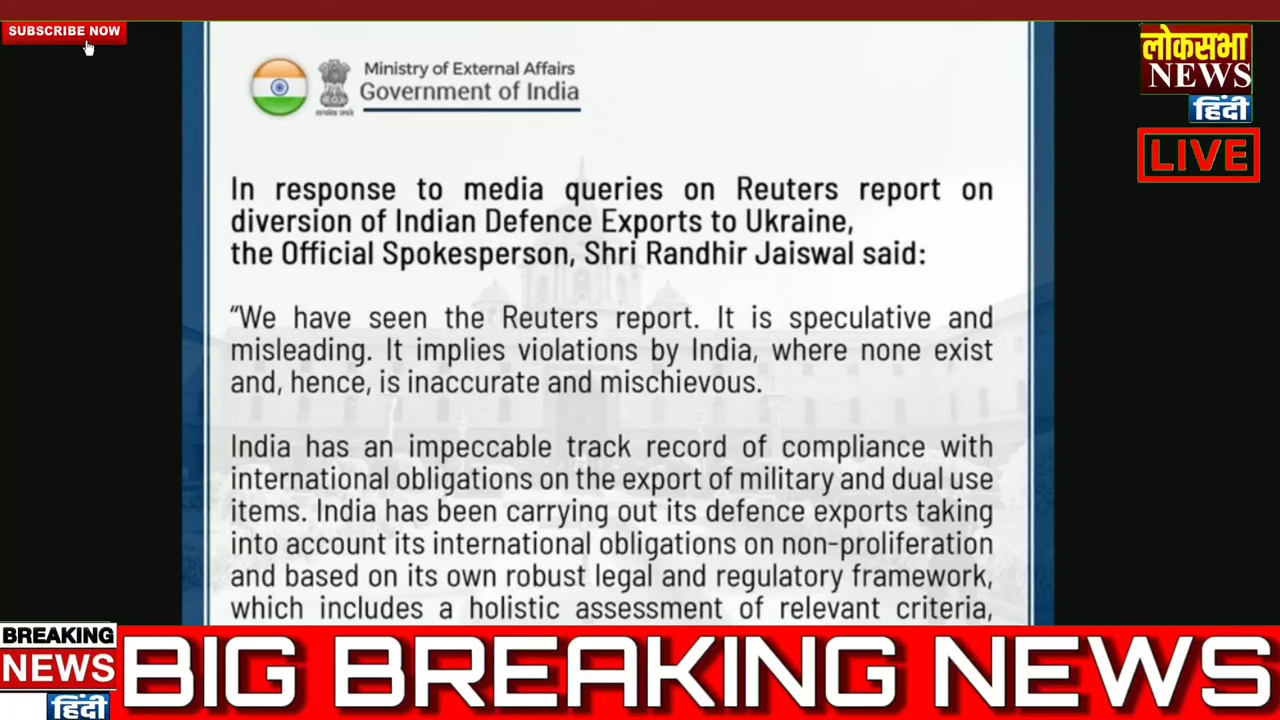 SUBSCRIBE NOW
लोकसभा
NEWS
हिंदी
LIVE
सत्यमेव जयते
Ministry of External Affairs
Government of India
In response to media queries on Reuters report on
diversion of Indian Defence Exports to Ukraine,
the Official Spokesperson, Shri Randhir Jaiswal said:
“We have seen the Reuters report. It is speculative and
misleading. It implies violations by India, where none exist
and, hence, is inaccurate and mischievous.
India has an impeccable track record of compliance with
international obligations on the export of military and dual use
items. India has been carrying out its defence exports taking
into account its international obligations on non-proliferation
and based on its own robust legal and regulatory framework,
which includes a holistic assessment of relevant criteria,
BREAKING
NEWS
हिंदी
BIG BREAKING NEWS